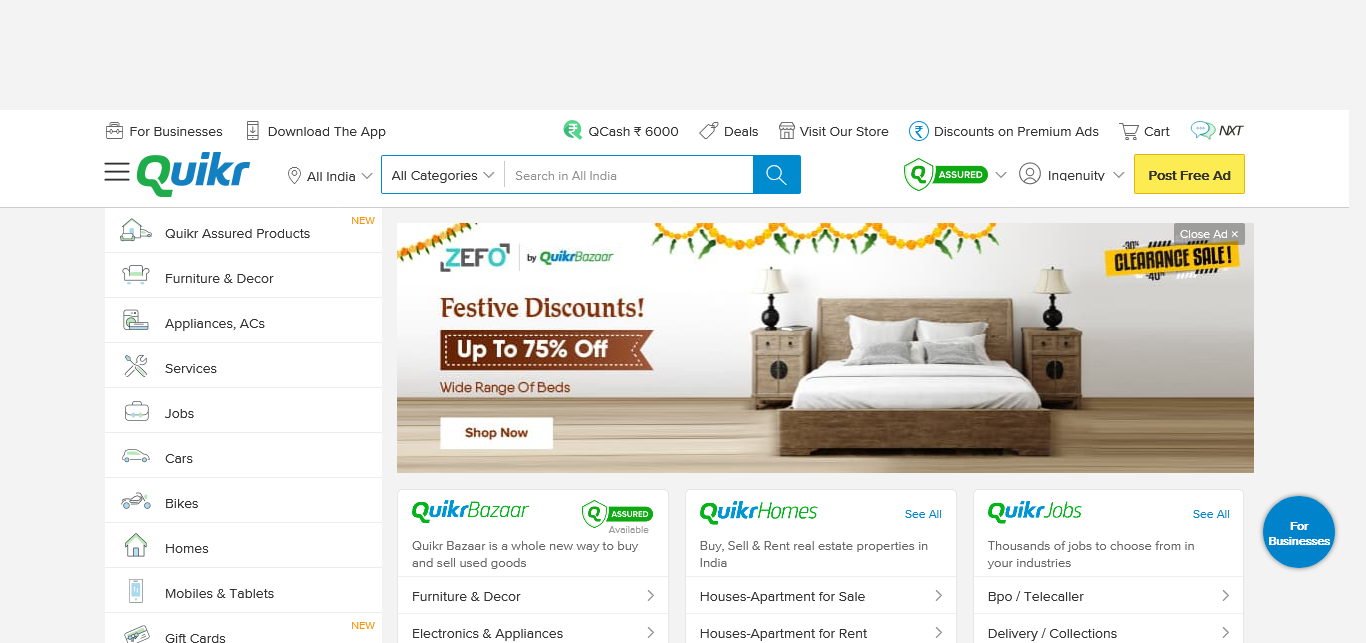 For Businesses
Download The App
QCash ₹ 6000
Deals
Visit Our Store
Discounts on Premium Ads
Cart
NXT
Quikr
All India
All Categories
Search in All India
Q ASSURED
Ingenuity
Post Free Ad
NEW
Quikr Assured Products
Furniture & Decor
Appliances, ACs
Services
Jobs
Cars
Bikes
Homes
Mobiles & Tablets
NEW
Gift Cards
Close Ad ×
ZEFO by QuikrBazaar
-30%
CLEARANCE SALE!
-40%
Festive Discounts!
Up To 75% Off
Wide Range Of Beds
Shop Now
QuikrBazaar
Q ASSURED
Available
Quikr Bazaar is a whole new way to buy
and sell used goods
Furniture & Decor
Electronics & Appliances
QuikrHomes
See All
Buy, Sell & Rent real estate properties in
India
Houses-Apartment for Sale
Houses-Apartment for Rent
QuikrJobs
See All
Thousands of jobs to choose from in
your industries
Bpo / Telecaller
Delivery / Collections
For
Businesses